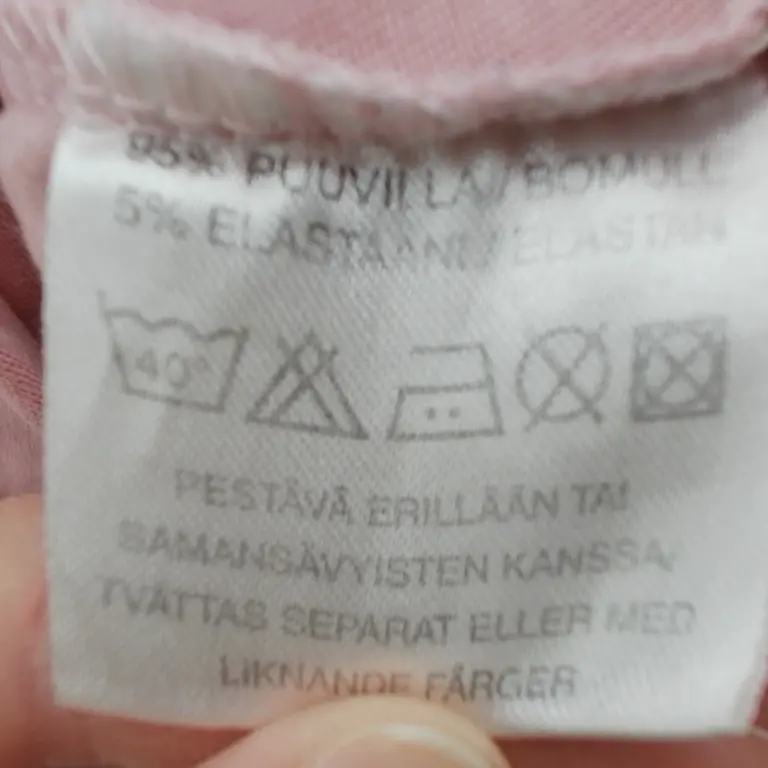 95% PUUVILLA / BOMULL
5% ELASTAANI / ELASTAN
40°
PESTÄVÄ ERILLÄÄN TAI
SAMANSÄVYISTEN KANSSA/
TVÄTTAS SEPARAT ELLER MED
LIKNANDE FÄRGER